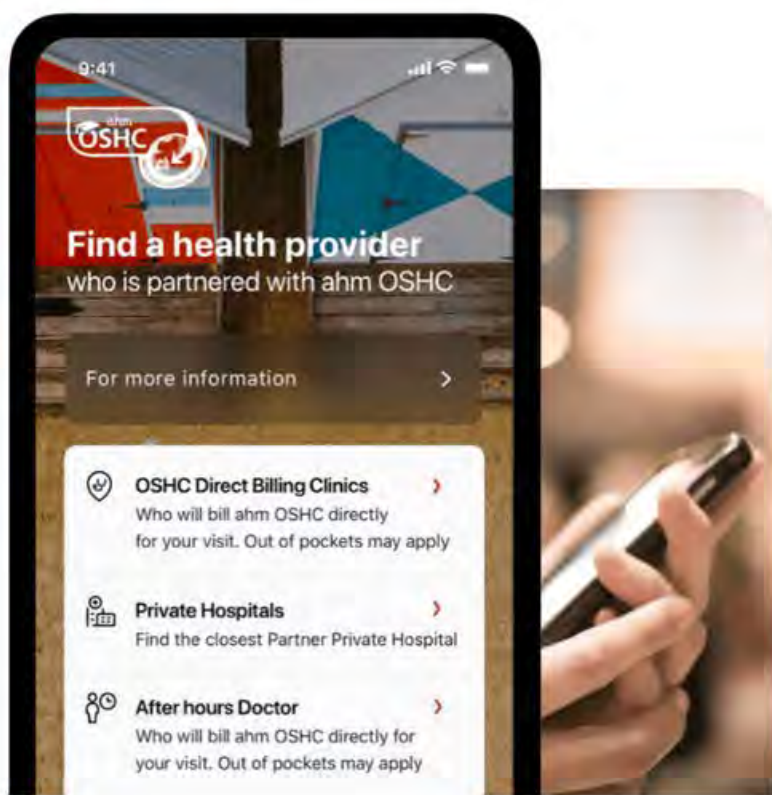 9:41
ahm
OSHC
Find a health provider
who is partnered with ahm OSHC
For more information
OSHC Direct Billing Clinics
Who will bill ahm OSHC directly
for your visit. Out of pockets may apply
Private Hospitals
Find the closest Partner Private Hospital
After hours Doctor
Who will bill ahm OSHC directly for
your visit. Out of pockets may apply